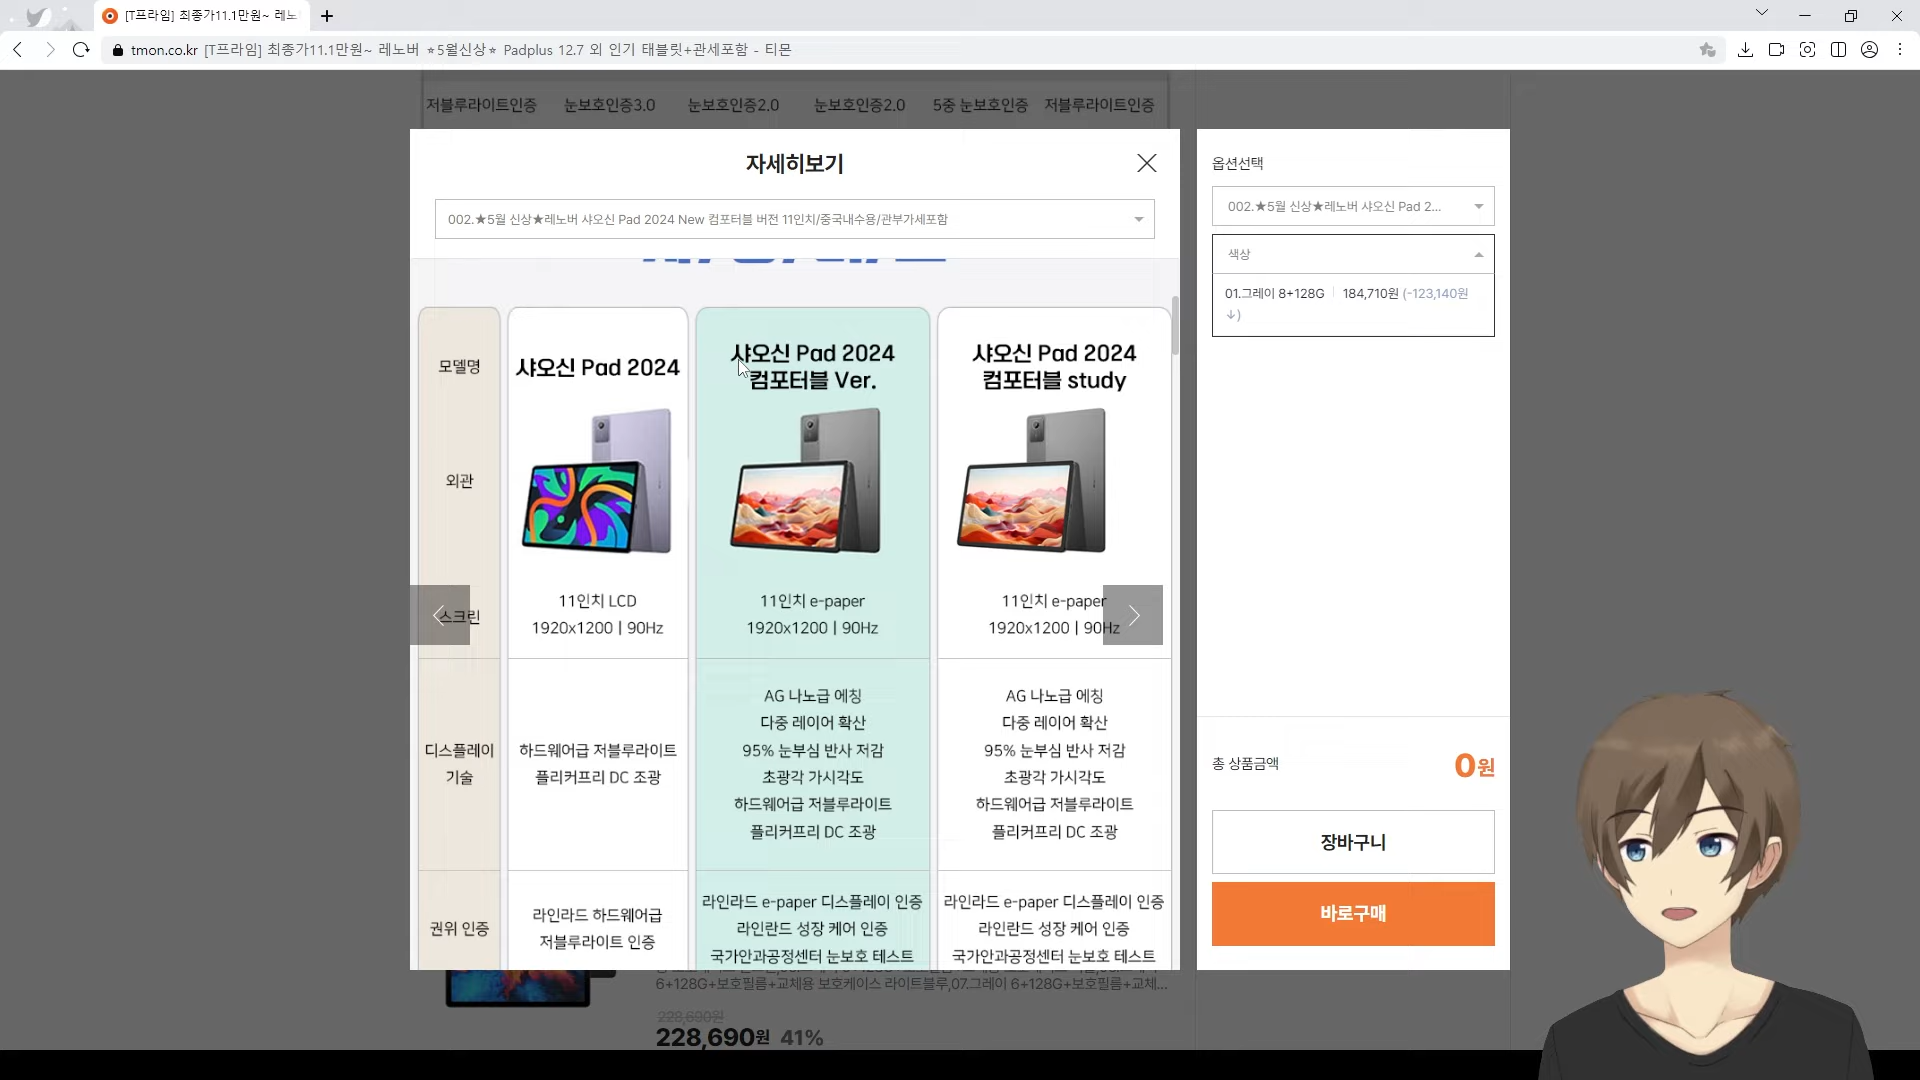 [T프라임] 최종가11.1만원~ 레노
tmon.co.kr [T프라임] 최종가11.1만원~ 레노버 ★5월신상★ Padplus 12.7 외 인기 태블릿+관세포함 - 티몬
저블루라이트인증 눈보호인증3.0 눈보호인증2.0 눈보호인증2.0 5중 눈보호인증 저블루라이트인증
자세히보기
002.★5월 신상★레노버 샤오신 Pad 2024 New 컴포터블 버전 11인치/중국내수용/관부가세포함
모델명
샤오신 Pad 2024
샤오신 Pad 2024
컴포터블 Ver.
샤오신 Pad 2024
컴포터블 study
외관
스크린
11인치 LCD
1920x1200 | 90Hz
11인치 e-paper
1920x1200 | 90Hz
11인치 e-paper
1920x1200 | 90Hz
디스플레이
기술
하드웨어급 저블루라이트
플리커프리 DC 조광
AG 나노급 에칭
다중 레이어 확산
95% 눈부심 반사 저감
초광각 가시각도
하드웨어급 저블루라이트
플리커프리 DC 조광
AG 나노급 에칭
다중 레이어 확산
95% 눈부심 반사 저감
초광각 가시각도
하드웨어급 저블루라이트
플리커프리 DC 조광
권위 인증
라인라드 하드웨어급
저블루라이트 인증
라인라드 e-paper 디스플레이 인증
라인란드 성장 케어 인증
국가안과공정센터 눈보호 테스트
라인라드 e-paper 디스플레이 인증
라인란드 성장 케어 인증
국가안과공정센터 눈보호 테스트
6+128G+보호필름+교체용 보호케이스 라이트블루,07.그레이 6+128G+보호필름+교체...
228,690원
228,690원 41%
옵션선택
002.★5월 신상★레노버 샤오신 Pad 2...
색상
01.그레이 8+128G 184,710원 (-123,140원
↓)
총 상품금액
0원
장바구니
바로구매